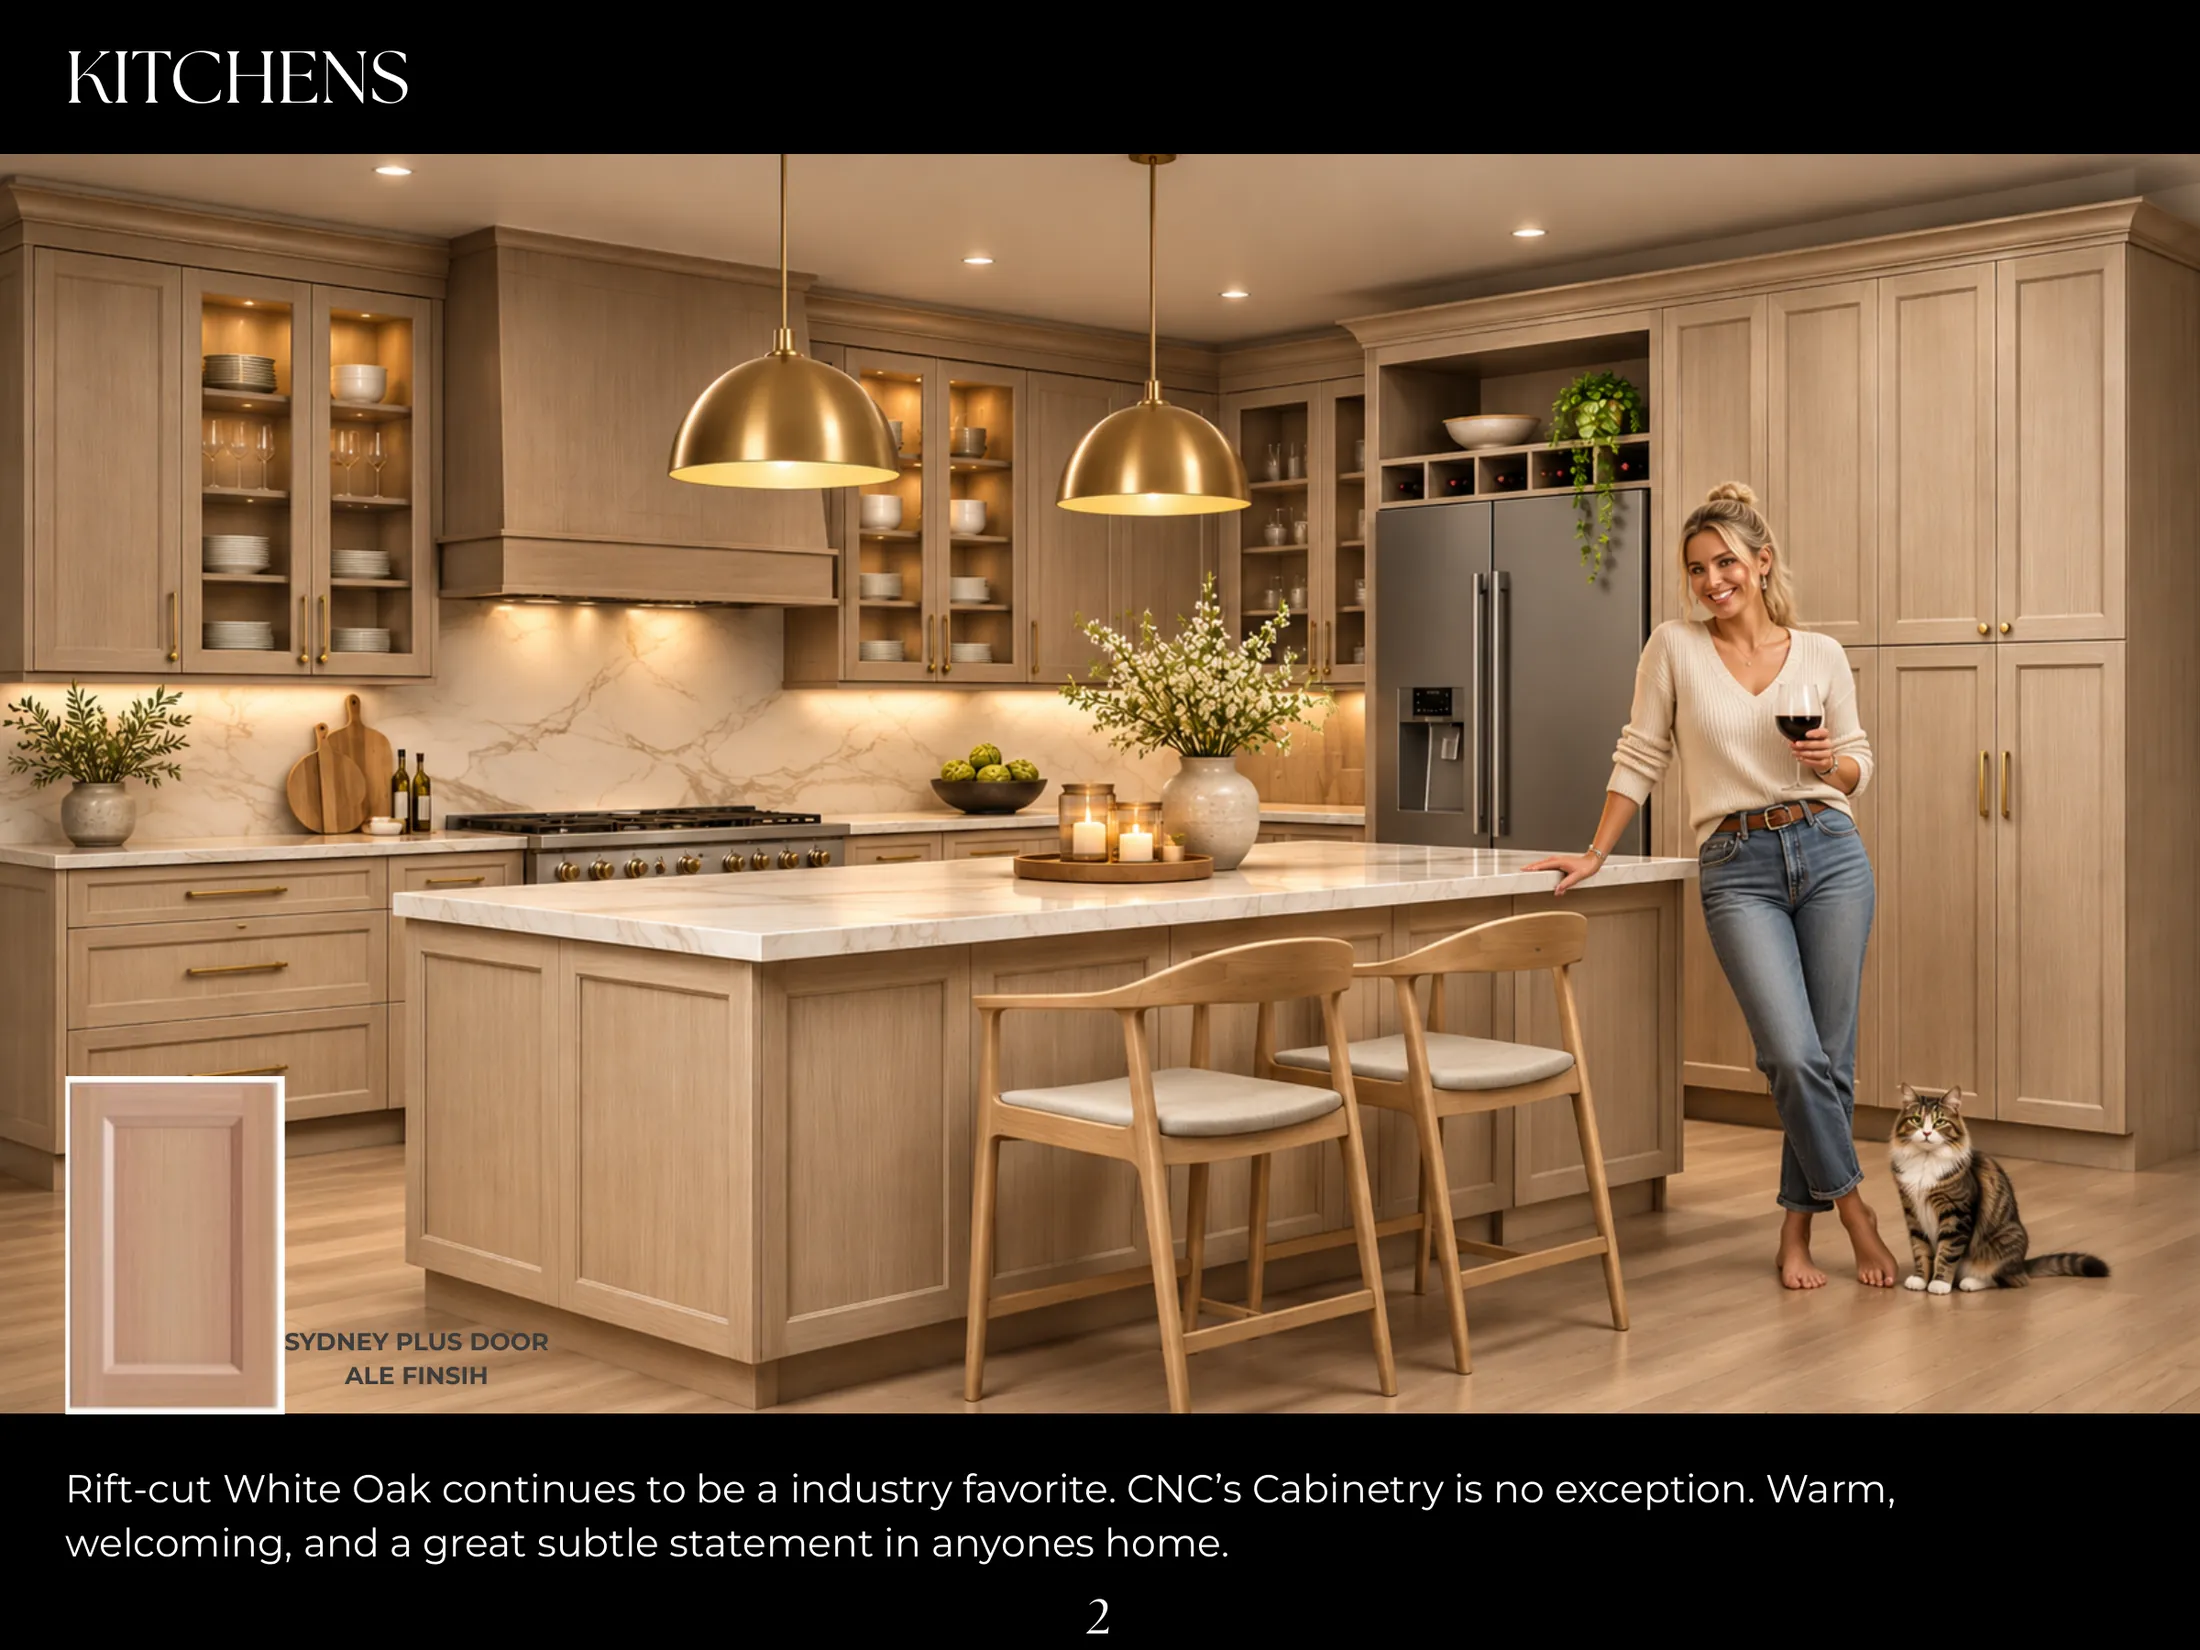 KITCHENS
SYDNEY PLUS DOOR
ALE FINSIH
Rift-cut White Oak continues to be a industry favorite. CNC’s Cabinetry is no exception. Warm,
welcoming, and a great subtle statement in anyones home.
2